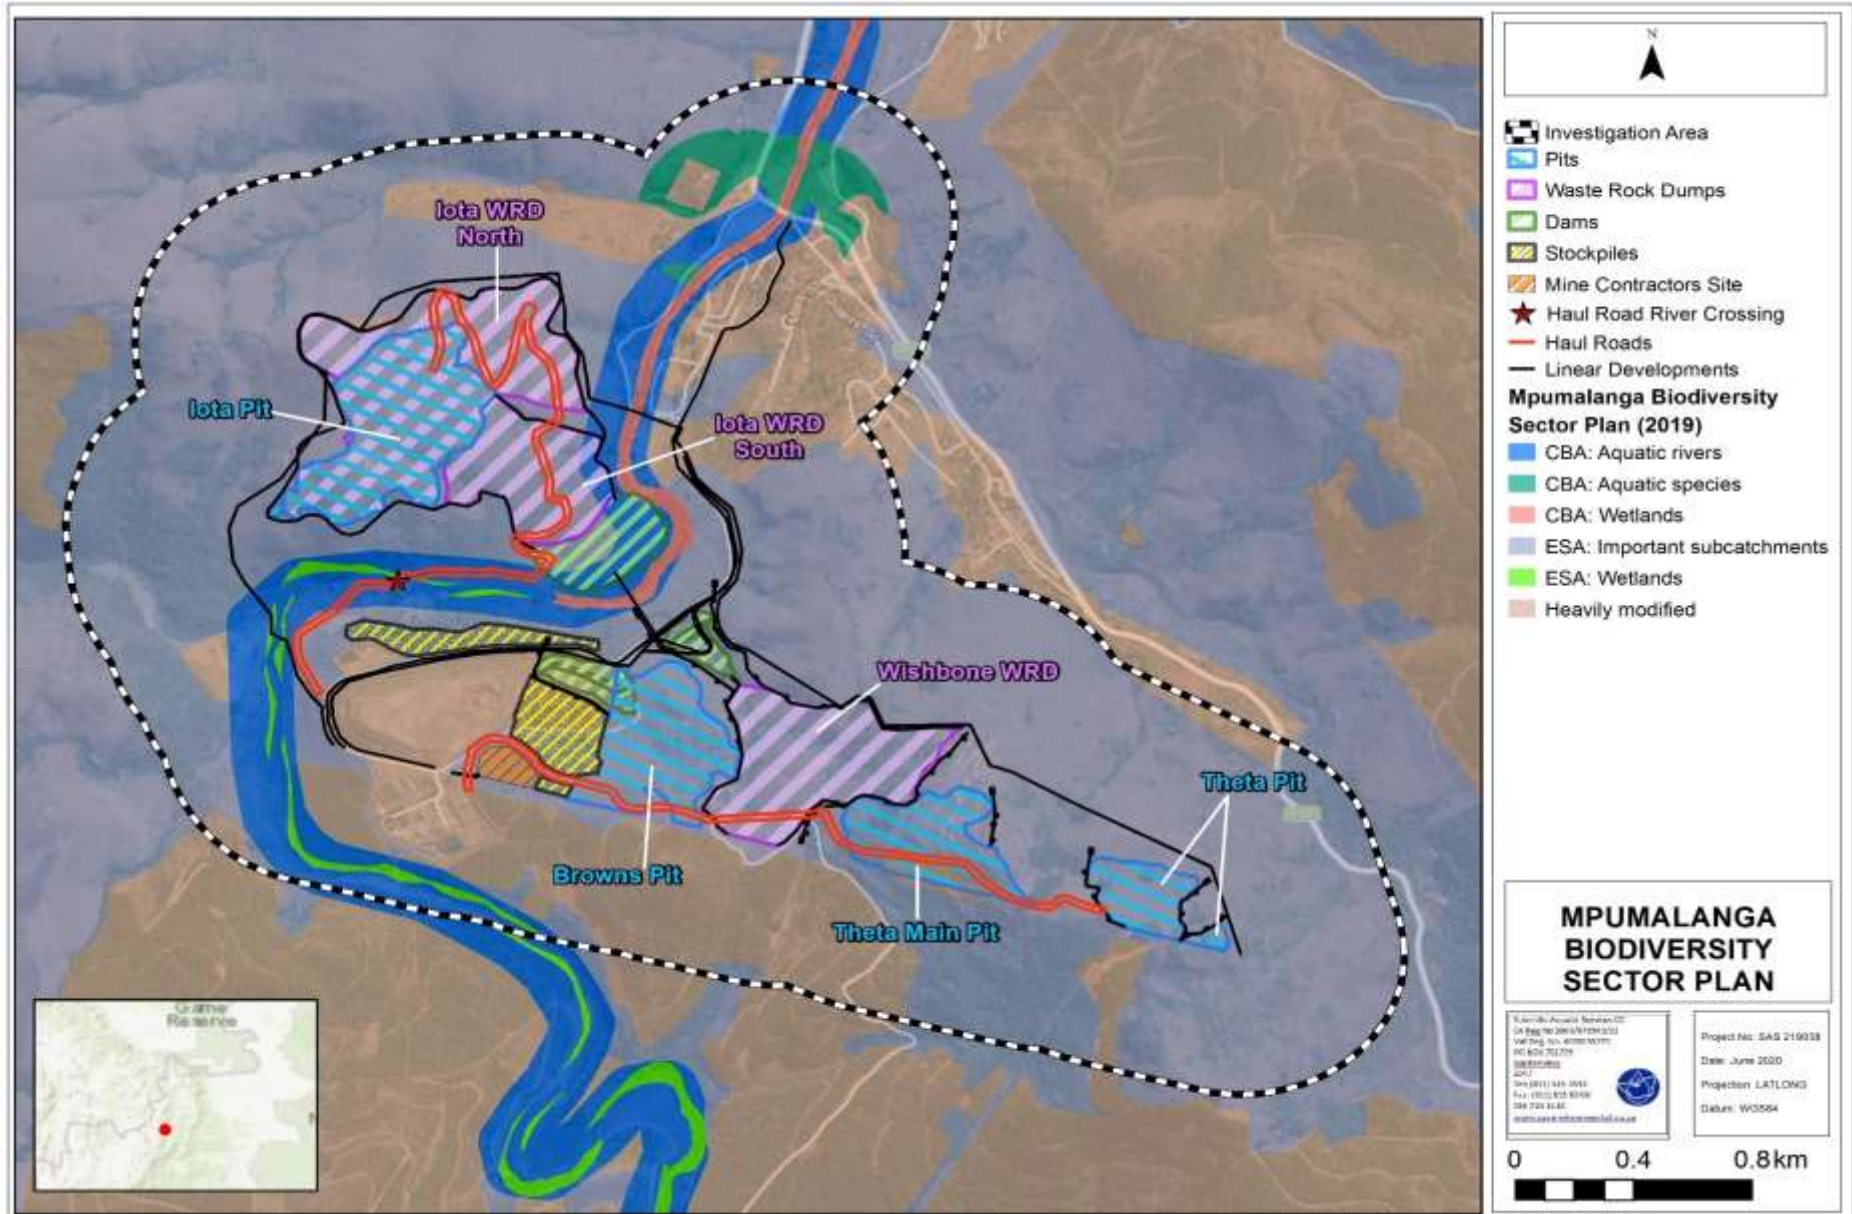 Iota WRD
North
Iota Pit
Iota WRD
South
Wishbone WRD
Theta Pit
Browns Pit
Theta Main Pit
Game
Reserve
N
Investigation Area
Pits
Waste Rock Dumps
Dams
Stockpiles
Mine Contractors Site
Haul Road River Crossing
Haul Roads
Linear Developments
Mpumalanga Biodiversity
Sector Plan (2019)
CBA: Aquatic rivers
CBA: Aquatic species
CBA: Wetlands
ESA: Important subcatchments
ESA: Wetlands
Heavily modified
MPUMALANGA
BIODIVERSITY
SECTOR PLAN
Project No: SAS 219038
Date: June 2020
Projection: LATLONG
Datum: WGS84
0 0.4 0.8km